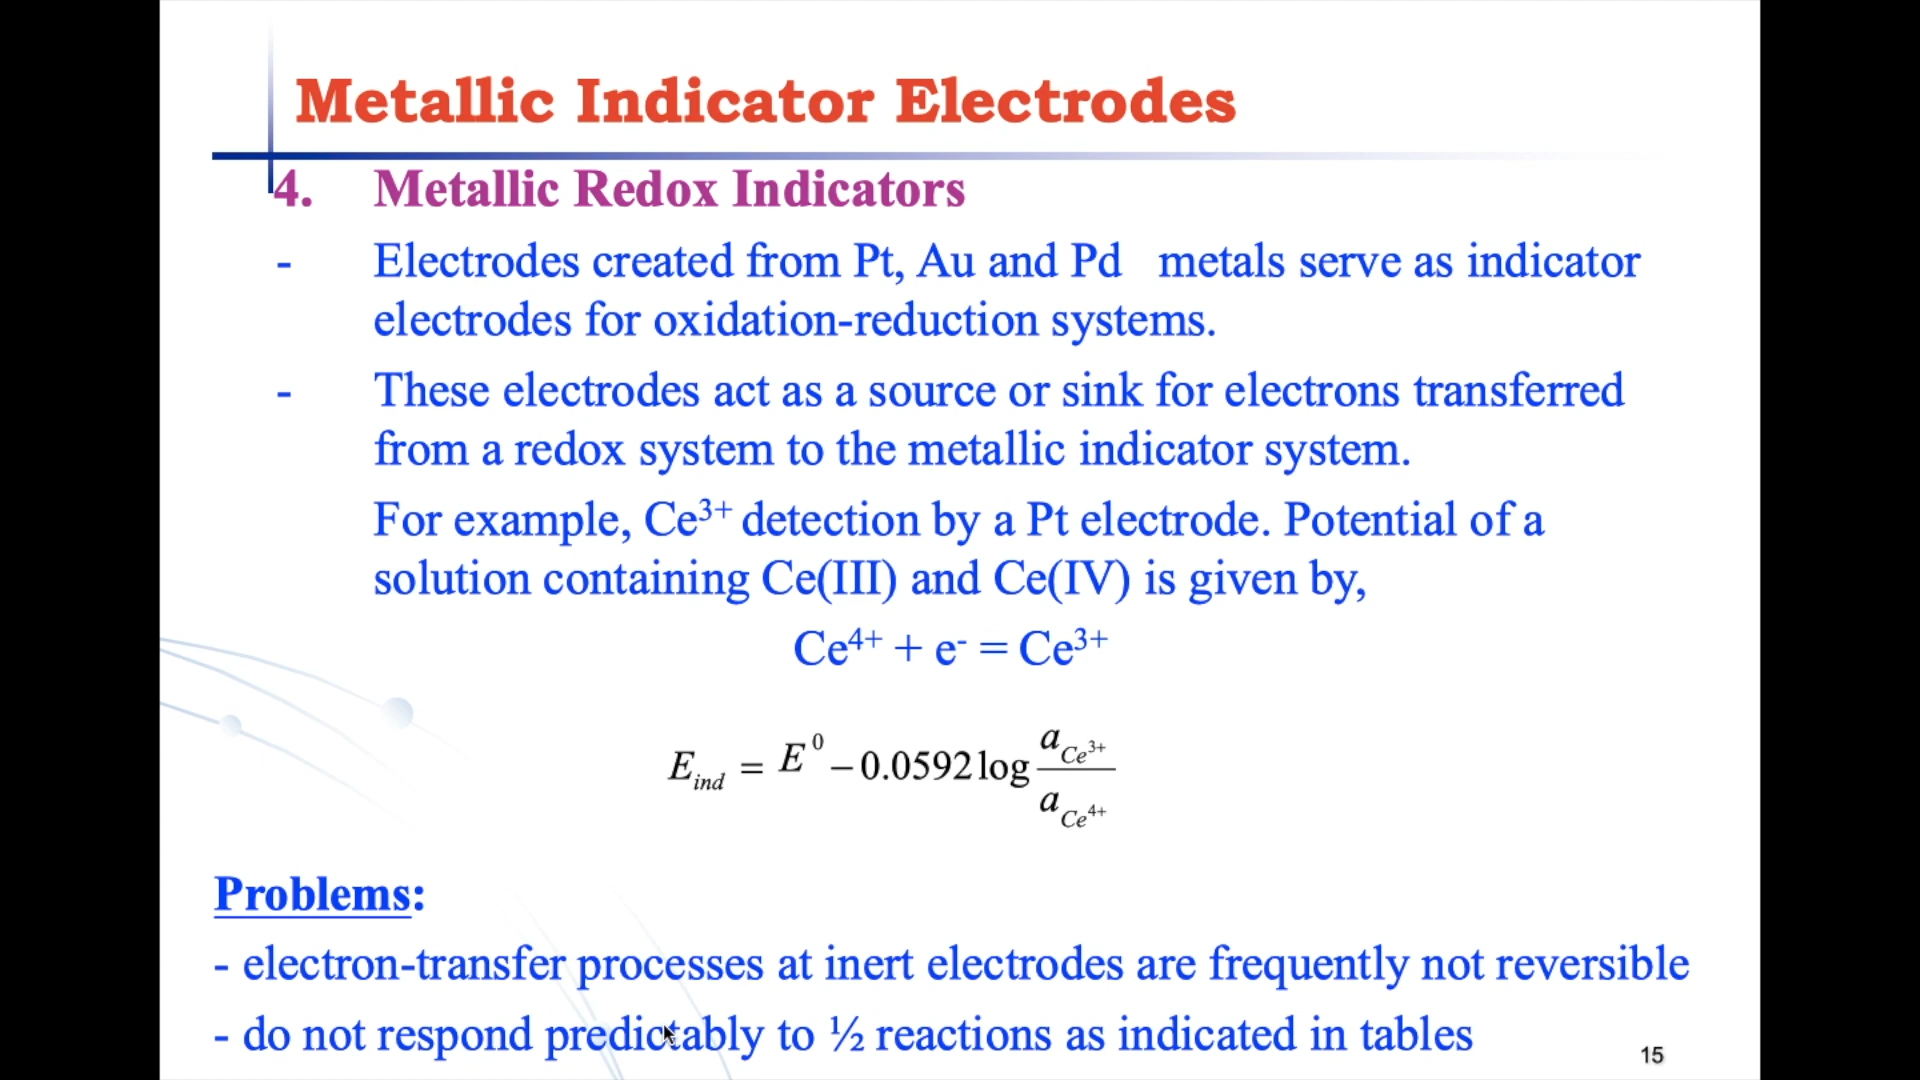 Metallic Indicator Electrodes
4. Metallic Redox Indicators
- Electrodes created from Pt, Au and Pd metals serve as indicator
electrodes for oxidation-reduction systems.
- These electrodes act as a source or sink for electrons transferred
from a redox system to the metallic indicator system.
For example, Ce³⁺ detection by a Pt electrode. Potential of a
solution containing Ce(III) and Ce(IV) is given by,
Ce⁴⁺ + e⁻ = Ce³⁺
E_ind = E⁰ – 0.0592 log a_Ce³⁺ / a_Ce⁴⁺
Problems:
- electron-transfer processes at inert electrodes are frequently not reversible
- do not respond predictably to ½ reactions as indicated in tables
15